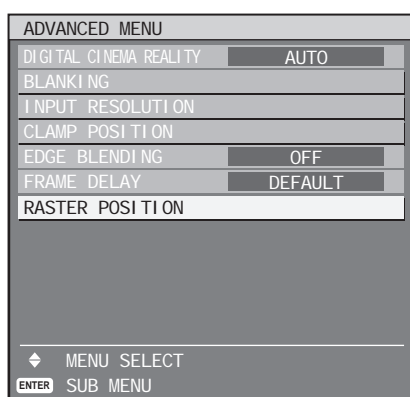 ADVANCED MENU
DIGITAL CINEMA REALITY AUTO
BLANKING
INPUT RESOLUTION
CLAMP POSITION
EDGE BLENDING OFF
FRAME DELAY DEFAULT
RASTER POSITION
MENU SELECT
ENTER SUB MENU